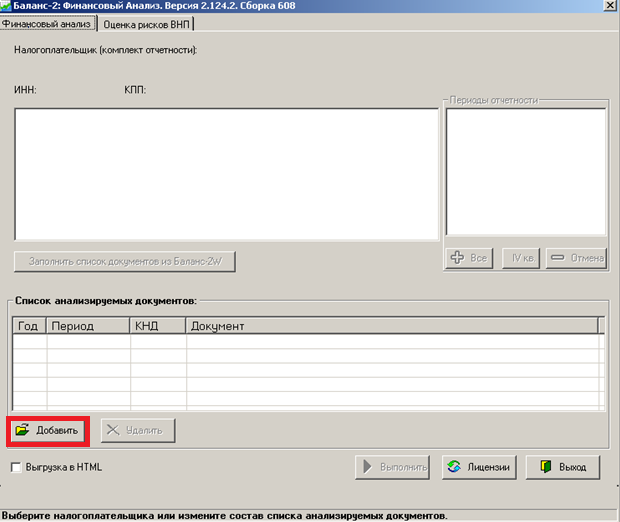 Баланс-2: Финансовый Анализ. Версия 2.124.2. Сборка 608
Финансовый анализ Оценка рисков ВНП
Налогоплательщик (комплект отчетности):
ИНН: КПП:
Периоды отчетности
Заполнить список документов из Баланс-2W
Все IV кв. Отмена
Список анализируемых документов:
Год Период КНД Документ
Добавить Удалить
Выгрузка в HTML
Выполнить Лицензии Выход
Выберите налогоплательщика или измените состав списка анализируемых документов.